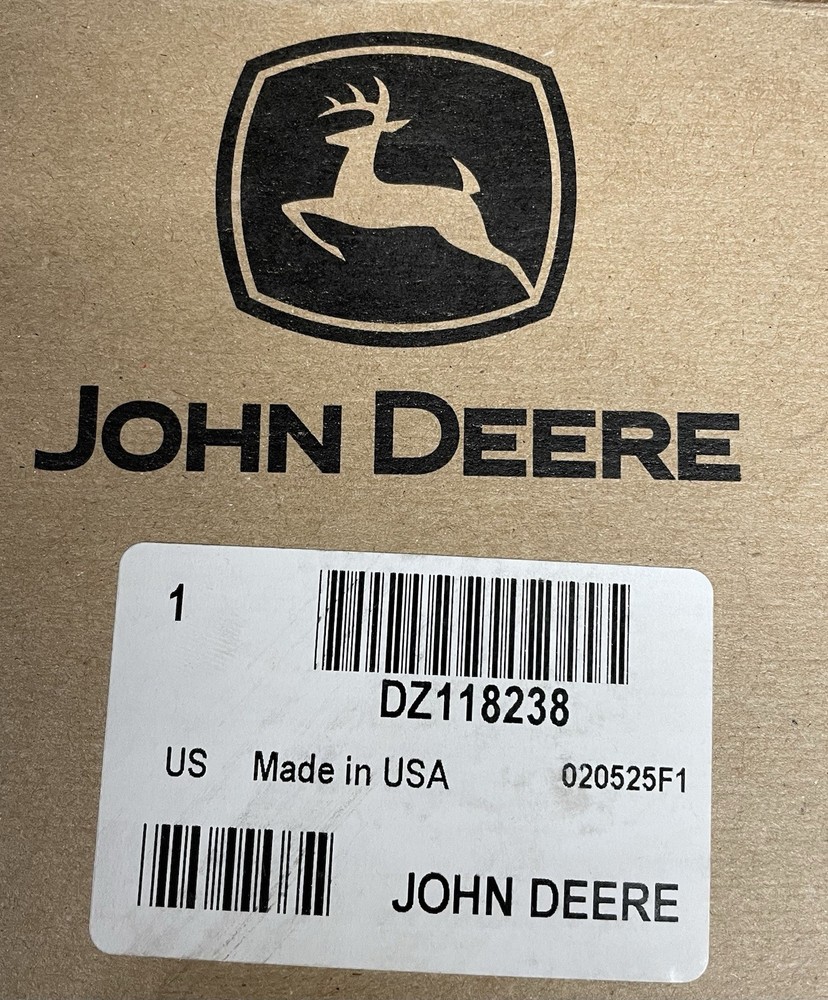 JOHN DEERE
1
DZ118238
US Made in USA 020525F1
JOHN DEERE